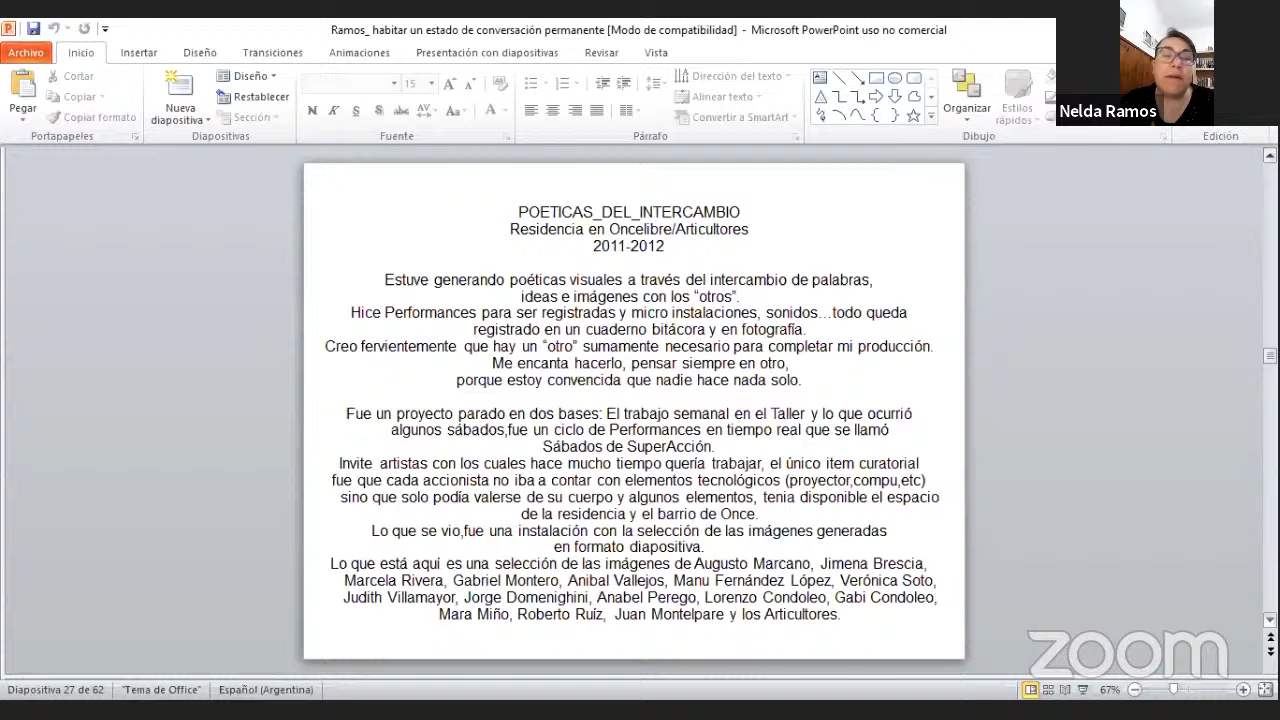 Ramos_ habitar un estado de conversación permanente [Modo de compatibilidad] - Microsoft PowerPoint uso no comercial
Archivo Inicio Insertar Diseño Transiciones Animaciones Presentación con diapositivas Revisar Vista
Pegar
Cortar
Copiar
Copiar formato
Portapapeles
Nueva diapositiva
Diseño
Restablecer
Sección
Diapositivas
15
N K S S abc AV Aa A
Fuente
Párrafo
Dirección del texto
Alinear texto
Convertir a SmartArt
Organizar
Estilos rápidos
Dibujo
Edición
Nelda Ramos
POETICAS_DEL_INTERCAMBIO
Residencia en Oncelibre/Articultores
2011-2012
Estuve generando poéticas visuales a través del intercambio de palabras,
ideas e imágenes con los “otros”.
Hice Performances para ser registradas y micro instalaciones, sonidos…todo queda
registrado en un cuaderno bitácora y en fotografía.
Creo fervientemente que hay un “otro” sumamente necesario para completar mi producción.
Me encanta hacerlo, pensar siempre en otro,
porque estoy convencida que nadie hace nada solo.
Fue un proyecto parado en dos bases: El trabajo semanal en el Taller y lo que ocurrió
algunos sábados,fue un ciclo de Performances en tiempo real que se llamó
Sábados de SuperAcción.
Invite artistas con los cuales hace mucho tiempo quería trabajar, el único item curatorial
fue que cada accionista no iba a contar con elementos tecnológicos (proyector,compu,etc)
sino que solo podía valerse de su cuerpo y algunos elementos, tenia disponible el espacio
de la residencia y el barrio de Once.
Lo que se vio,fue una instalación con la selección de las imágenes generadas
en formato diapositiva.
Lo que está aquí es una selección de las imágenes de Augusto Marcano, Jimena Brescia,
Marcela Rivera, Gabriel Montero, Anibal Vallejos, Manu Fernández López, Verónica Soto,
Judith Villamayor, Jorge Domenighini, Anabel Perego, Lorenzo Condoleo, Gabi Condoleo,
Mara Miño, Roberto Ruíz, Juan Montelpare y los Articultores.
zoom
Diapositiva 27 de 62 "Tema de Office" Español (Argentina) 67%